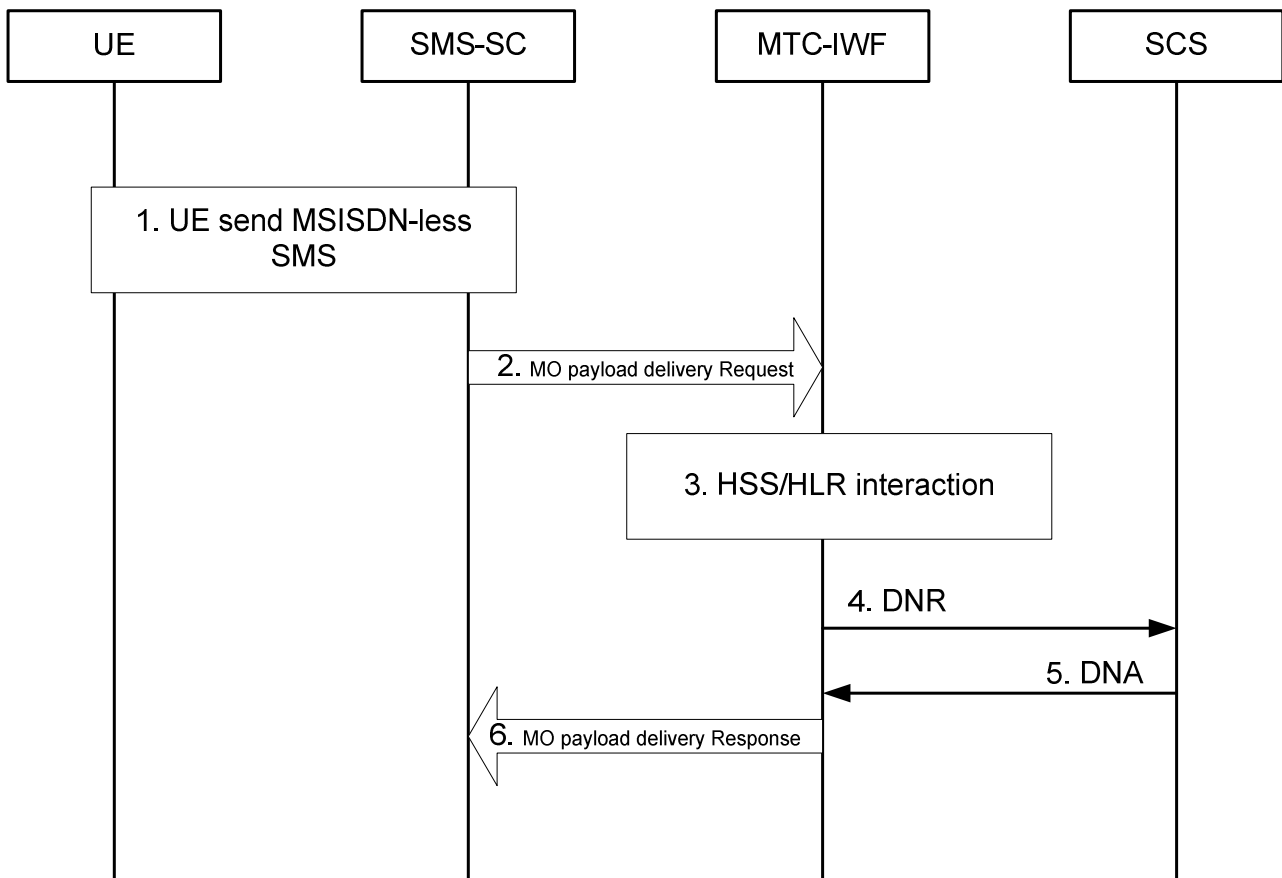 UE
SMS-SC
MTC-IWF
SCS
1. UE send MSISDN-less
SMS
2. MO payload delivery Request
3. HSS/HLR interaction
4. DNR
5. DNA
6. MO payload delivery Response